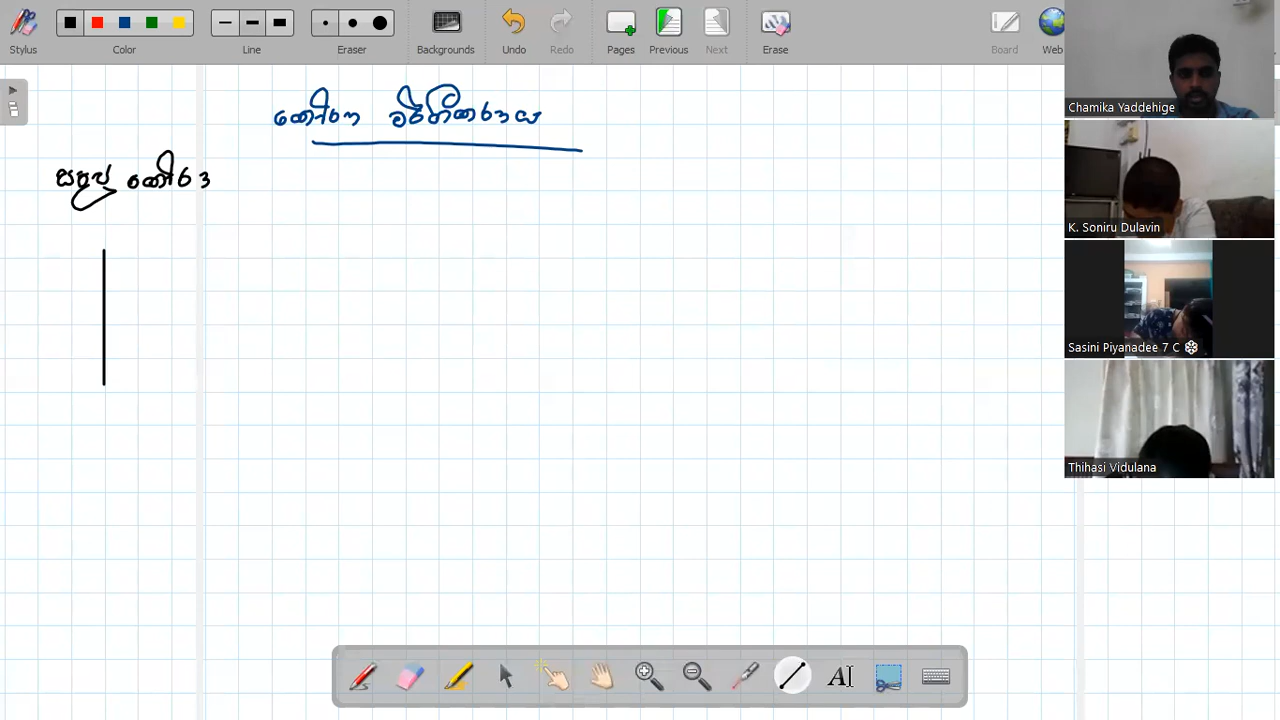 Stylus
Color
Line
Eraser
Backgrounds
Undo
Redo
Pages
Previous
Next
Erase
Board
Web
කෝණ වර්ගීකරණය
සෘජු කෝණ
Chamika Yaddehige
K. Soniru Dulavin
Sasini Piyanadee 7 C
Thihasi Vidulana